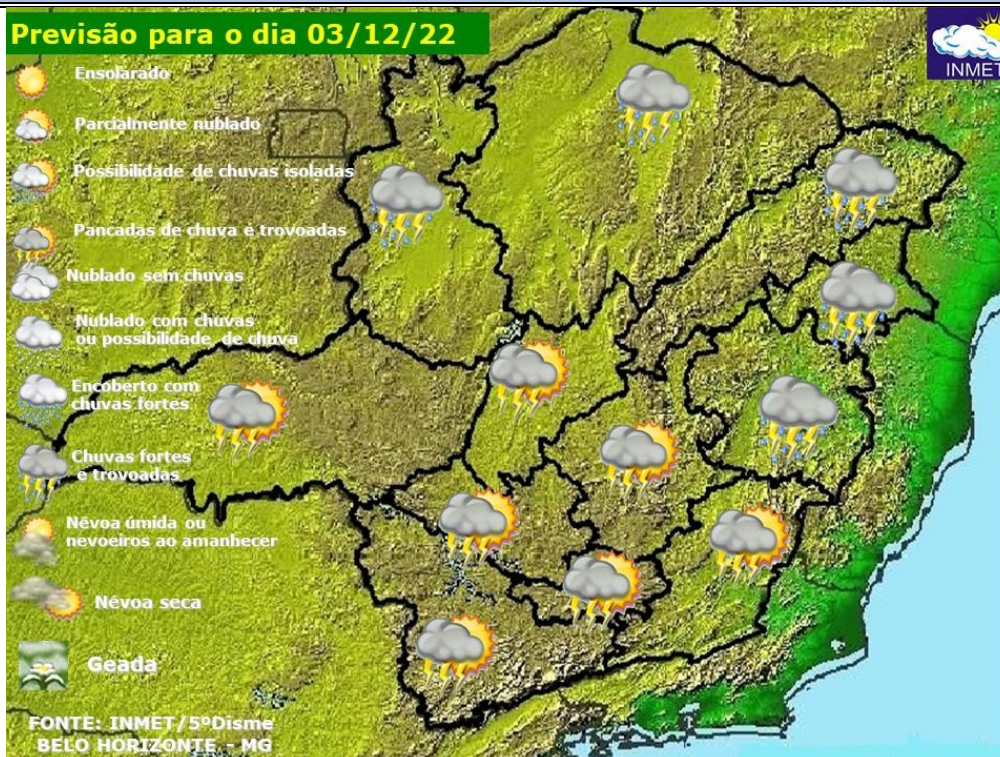 Previsão para o dia 03/12/22
INMET
Ensolarado
Parcialmente nublado
Possibilidade de chuvas isoladas
Pancadas de chuva e trovoadas
Nublado sem chuvas
Nublado com chuvas
ou possibilidade de chuva
Encoberto com
chuvas fortes
Chuvas fortes
e trovoadas
Névoa úmida ou
nevoeiros ao amanhecer
Névoa seca
Geada
FONTE: INMET/5ºDisme
BELO HORIZONTE - MG